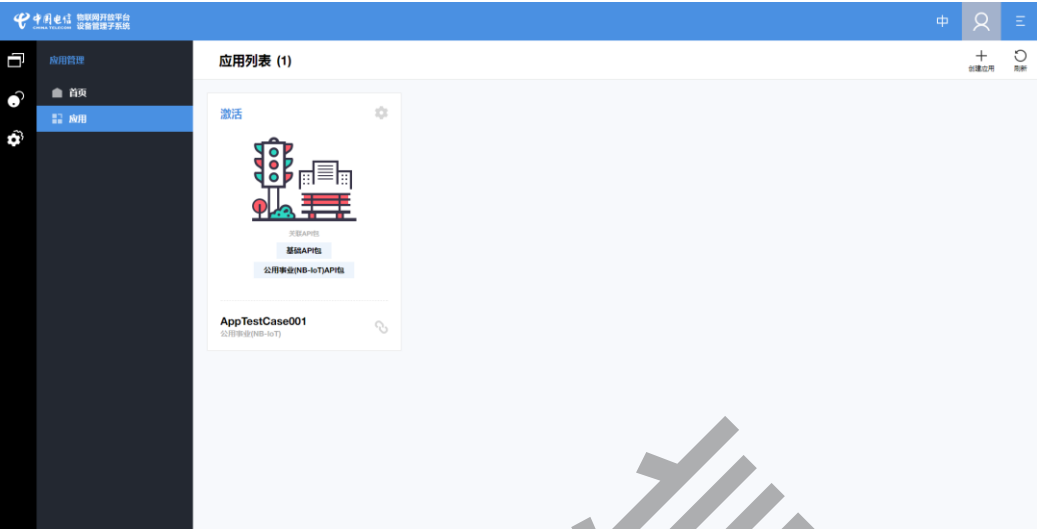 中国电信 物联网开放平台
CHINA TELECOM 设备管理子系统
中
应用管理
首页
应用
应用列表 (1)
创建应用
刷新
激活
关联API包
基础API包
公用事业(NB-IoT)API包
AppTestCase001
公用事业(NB-IoT)